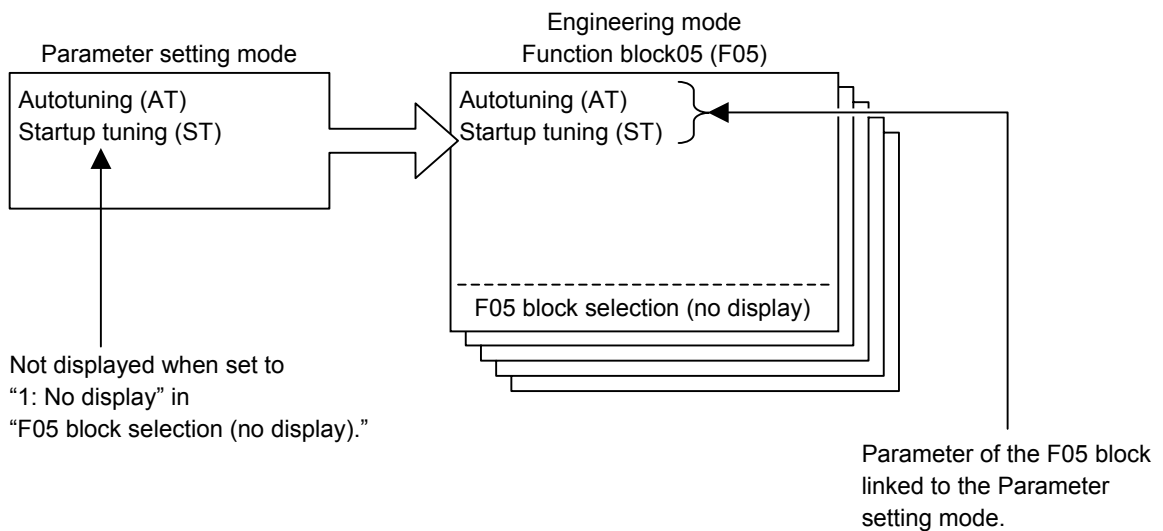 Engineering mode
Parameter setting mode
Function block05 (F05)
Autotuning (AT)
Startup tuning (ST)
Autotuning (AT)
Startup tuning (ST)
F05 block selection (no display)
Not displayed when set to
“1: No display” in
“F05 block selection (no display).”
Parameter of the F05 block
linked to the Parameter
setting mode.